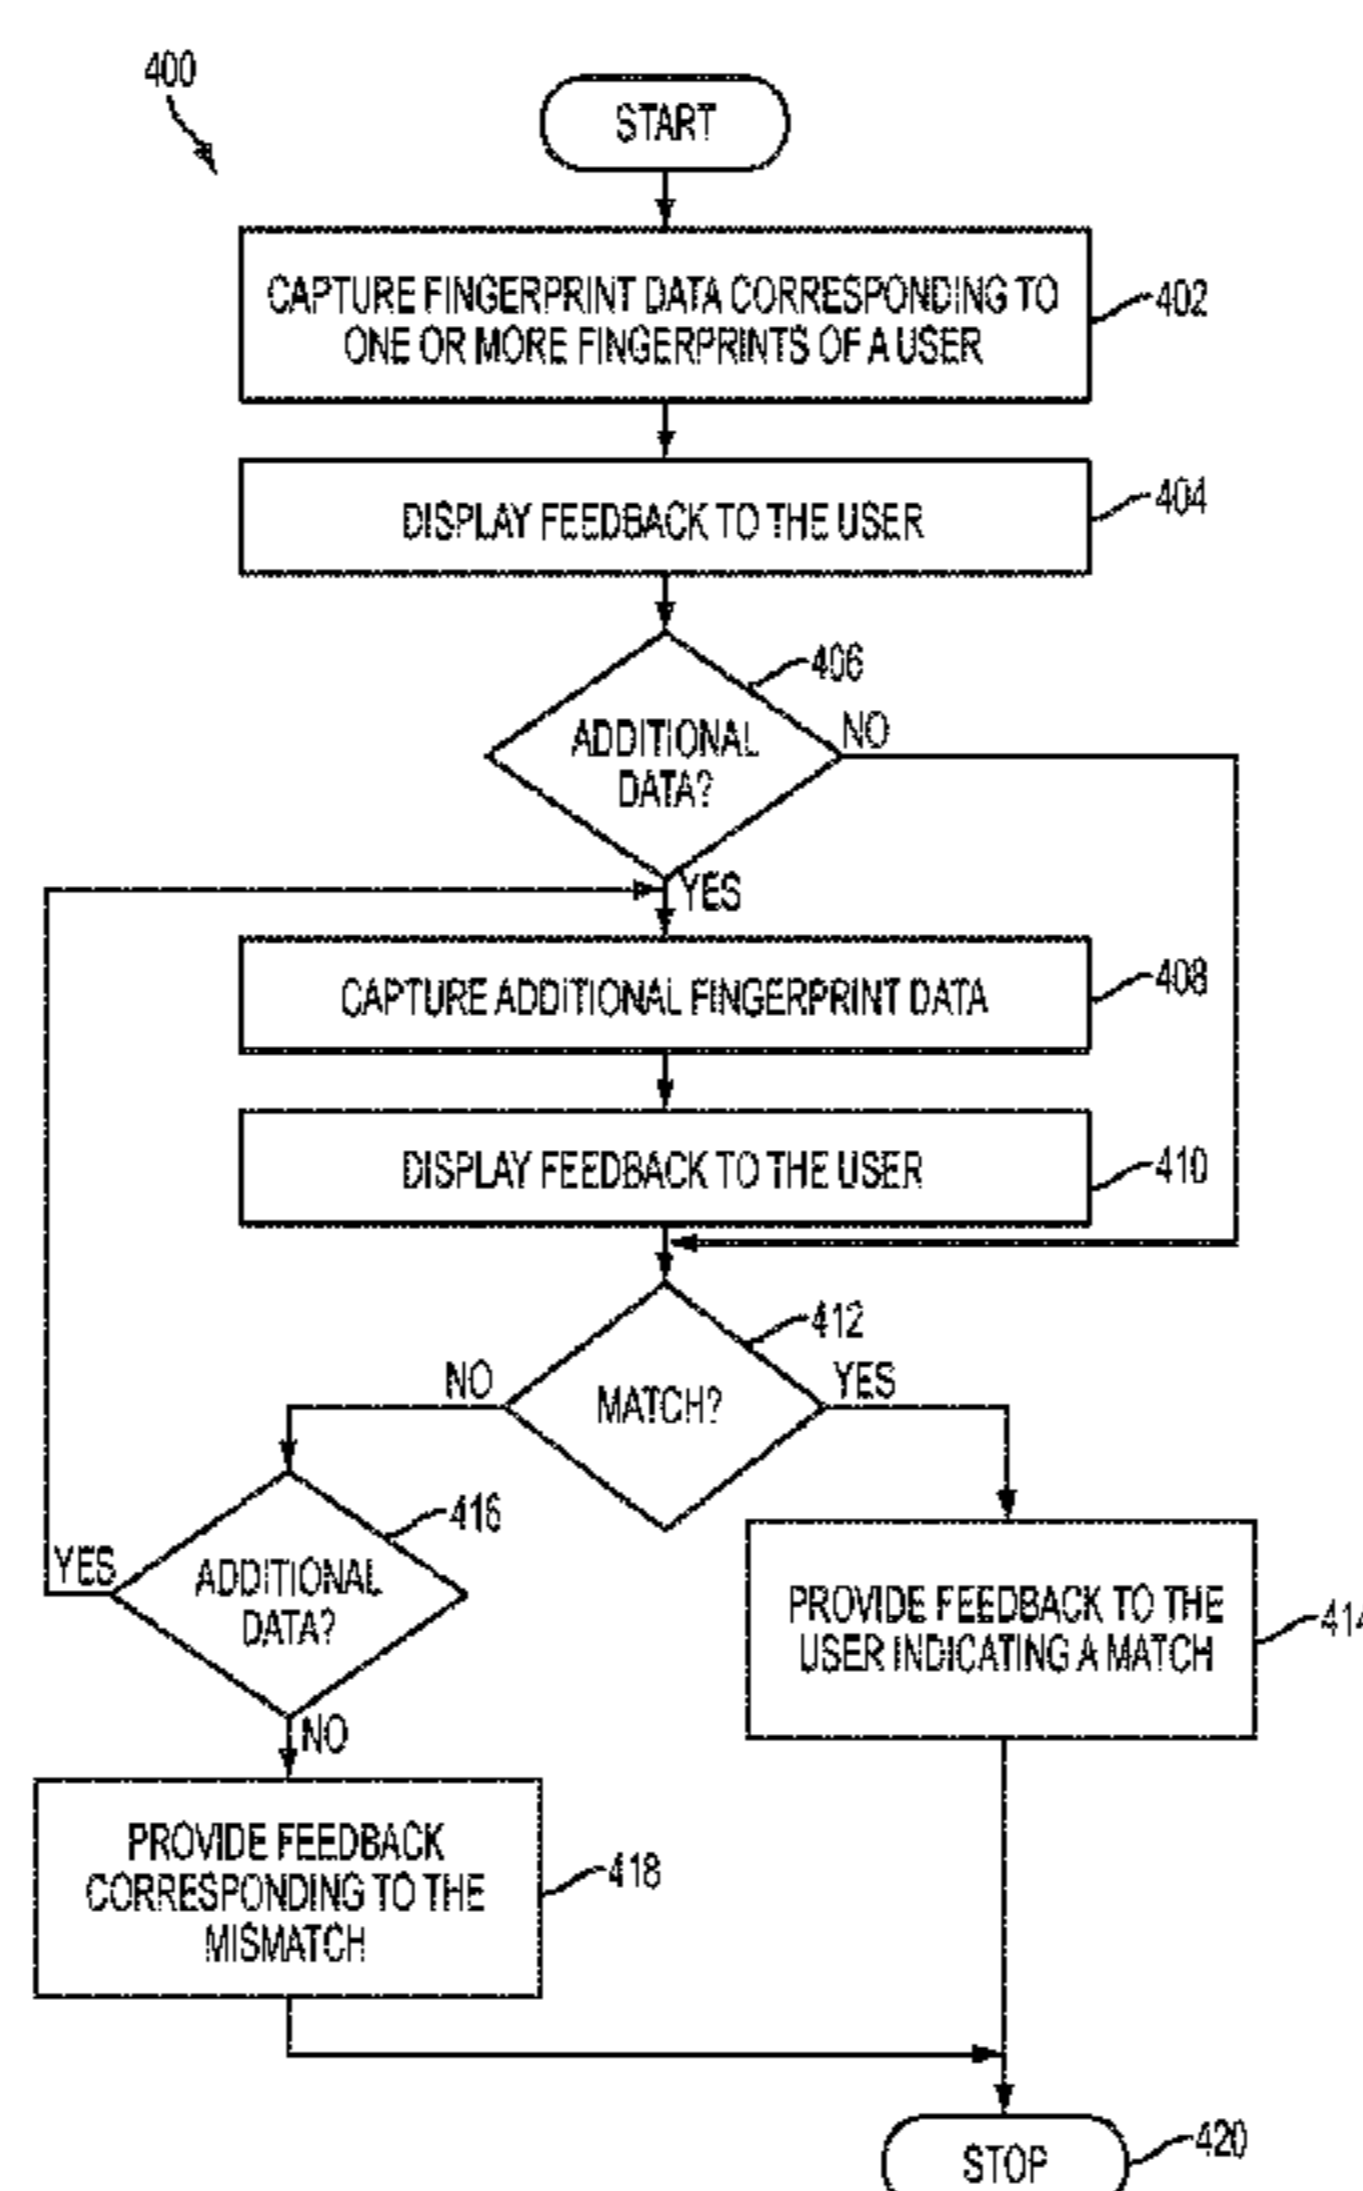 400
START
CAPTURE FINGERPRINT DATA CORRESPONDING TO
ONE OR MORE FINGERPRINTS OF A USER
402
DISPLAY FEEDBACK TO THE USER
404
406
ADDITIONAL
DATA?
NO
YES
CAPTURE ADDITIONAL FINGERPRINT DATA
408
DISPLAY FEEDBACK TO THE USER
410
412
MATCH?
NO
YES
416
ADDITIONAL
DATA?
YES
NO
PROVIDE FEEDBACK TO THE
USER INDICATING A MATCH
414
PROVIDE FEEDBACK
CORRESPONDING TO THE
MISMATCH
418
STOP
420